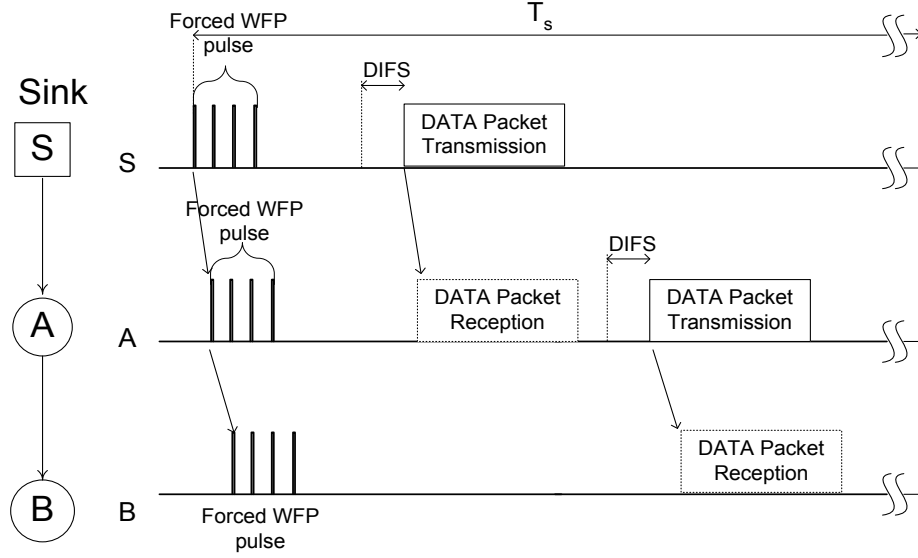 Forced WFP
pulse
T_s
DIFS
Sink
S
S
DATA Packet
Transmission
Forced WFP
pulse
DIFS
A
A
DATA Packet
Reception
DATA Packet
Transmission
B
B
Forced WFP
pulse
DATA Packet
Reception